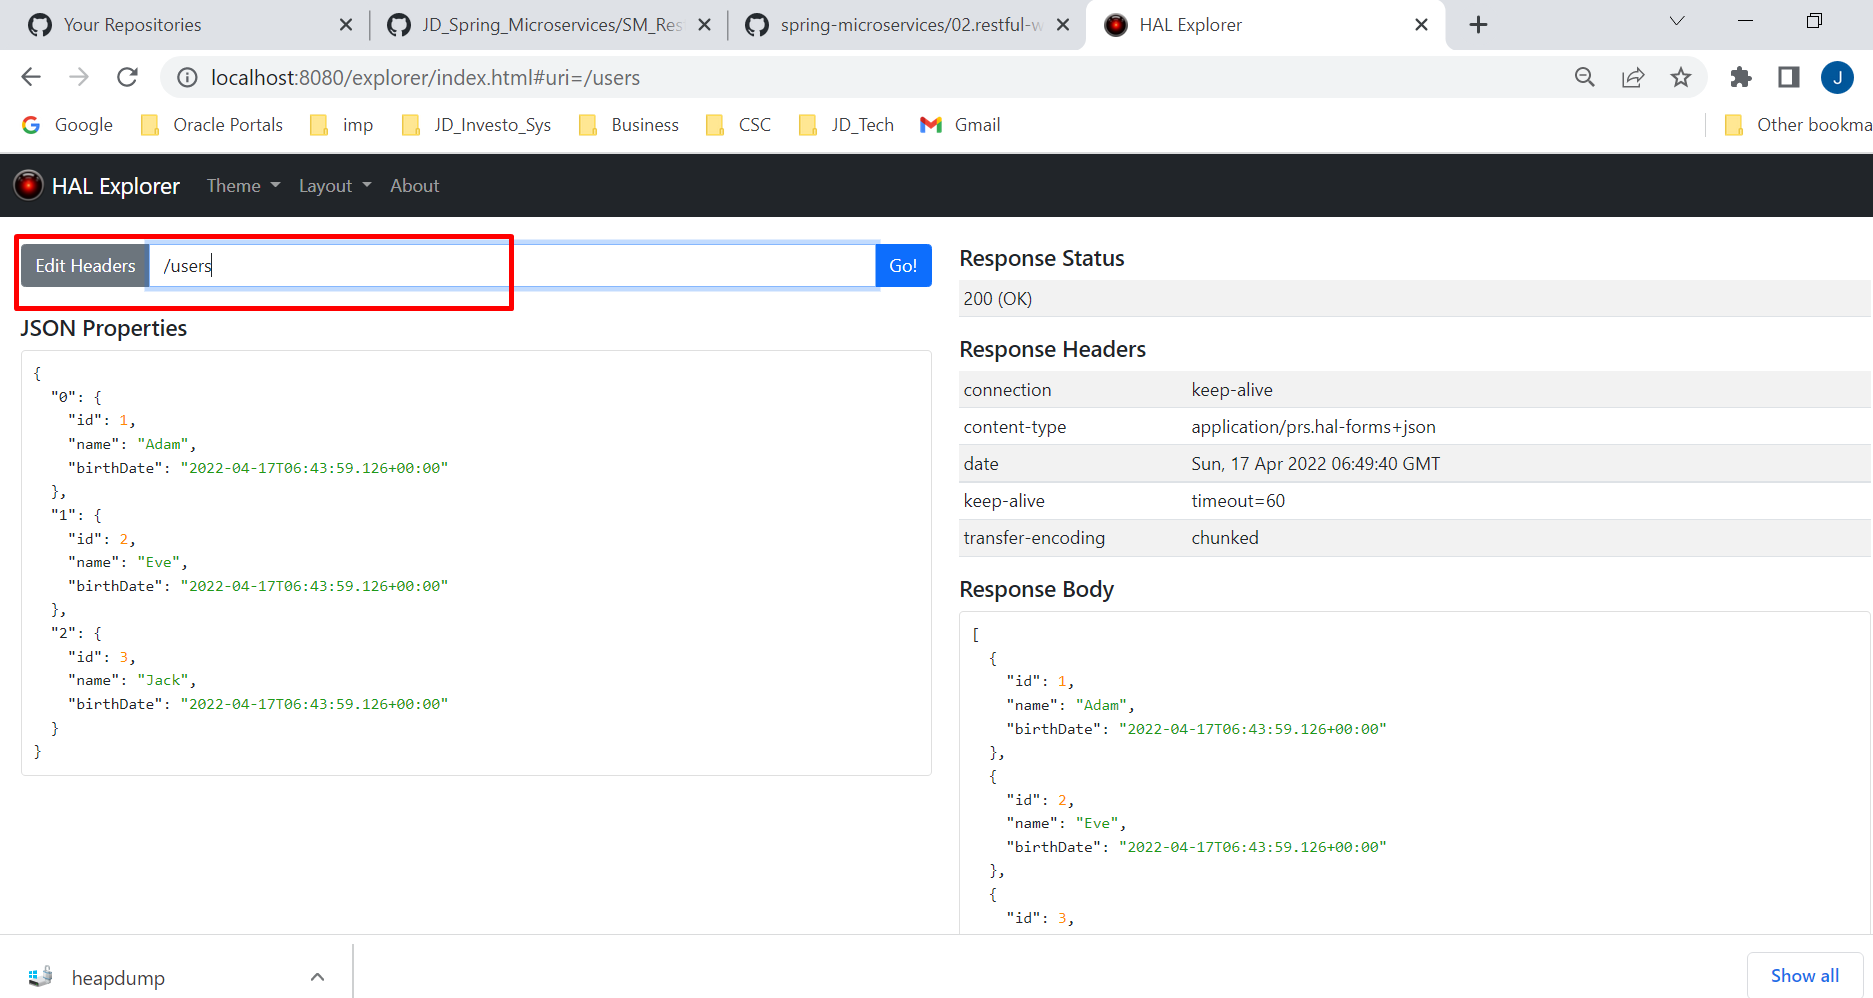 Your Repositories
JD_Spring_Microservices/SM_Res
spring-microservices/02.restful-w
HAL Explorer
localhost:8080/explorer/index.html#uri=/users
J
Google
Oracle Portals
imp
JD_Investo_Sys
Business
CSC
JD_Tech
Gmail
Other bookma
HAL Explorer
Theme
Layout
About
Edit Headers
/users
Go!
JSON Properties
{
"0": {
"id": 1,
"name": "Adam",
"birthDate": "2022-04-17T06:43:59.126+00:00"
},
"1": {
"id": 2,
"name": "Eve",
"birthDate": "2022-04-17T06:43:59.126+00:00"
},
"2": {
"id": 3,
"name": "Jack",
"birthDate": "2022-04-17T06:43:59.126+00:00"
}
}
Response Status
200 (OK)
Response Headers
connection keep-alive
content-type application/prs.hal-forms+json
date Sun, 17 Apr 2022 06:49:40 GMT
keep-alive timeout=60
transfer-encoding chunked
Response Body
[
{
"id": 1,
"name": "Adam",
"birthDate": "2022-04-17T06:43:59.126+00:00"
},
{
"id": 2,
"name": "Eve",
"birthDate": "2022-04-17T06:43:59.126+00:00"
},
{
"id": 3,
heapdump
Show all